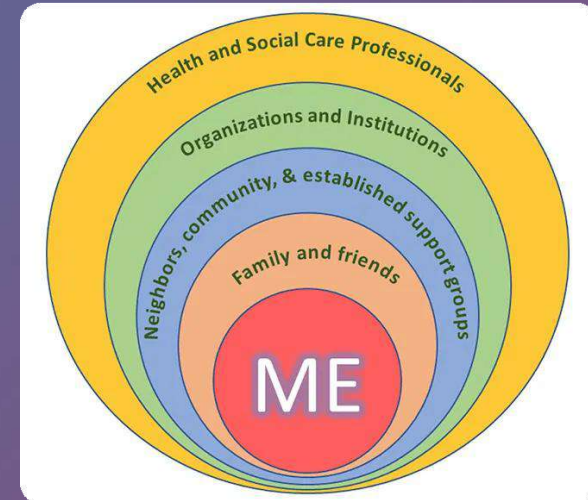 Health and Social Care Professionals
Organizations and Institutions
Neighbors, community, & established support groups
Family and friends
ME